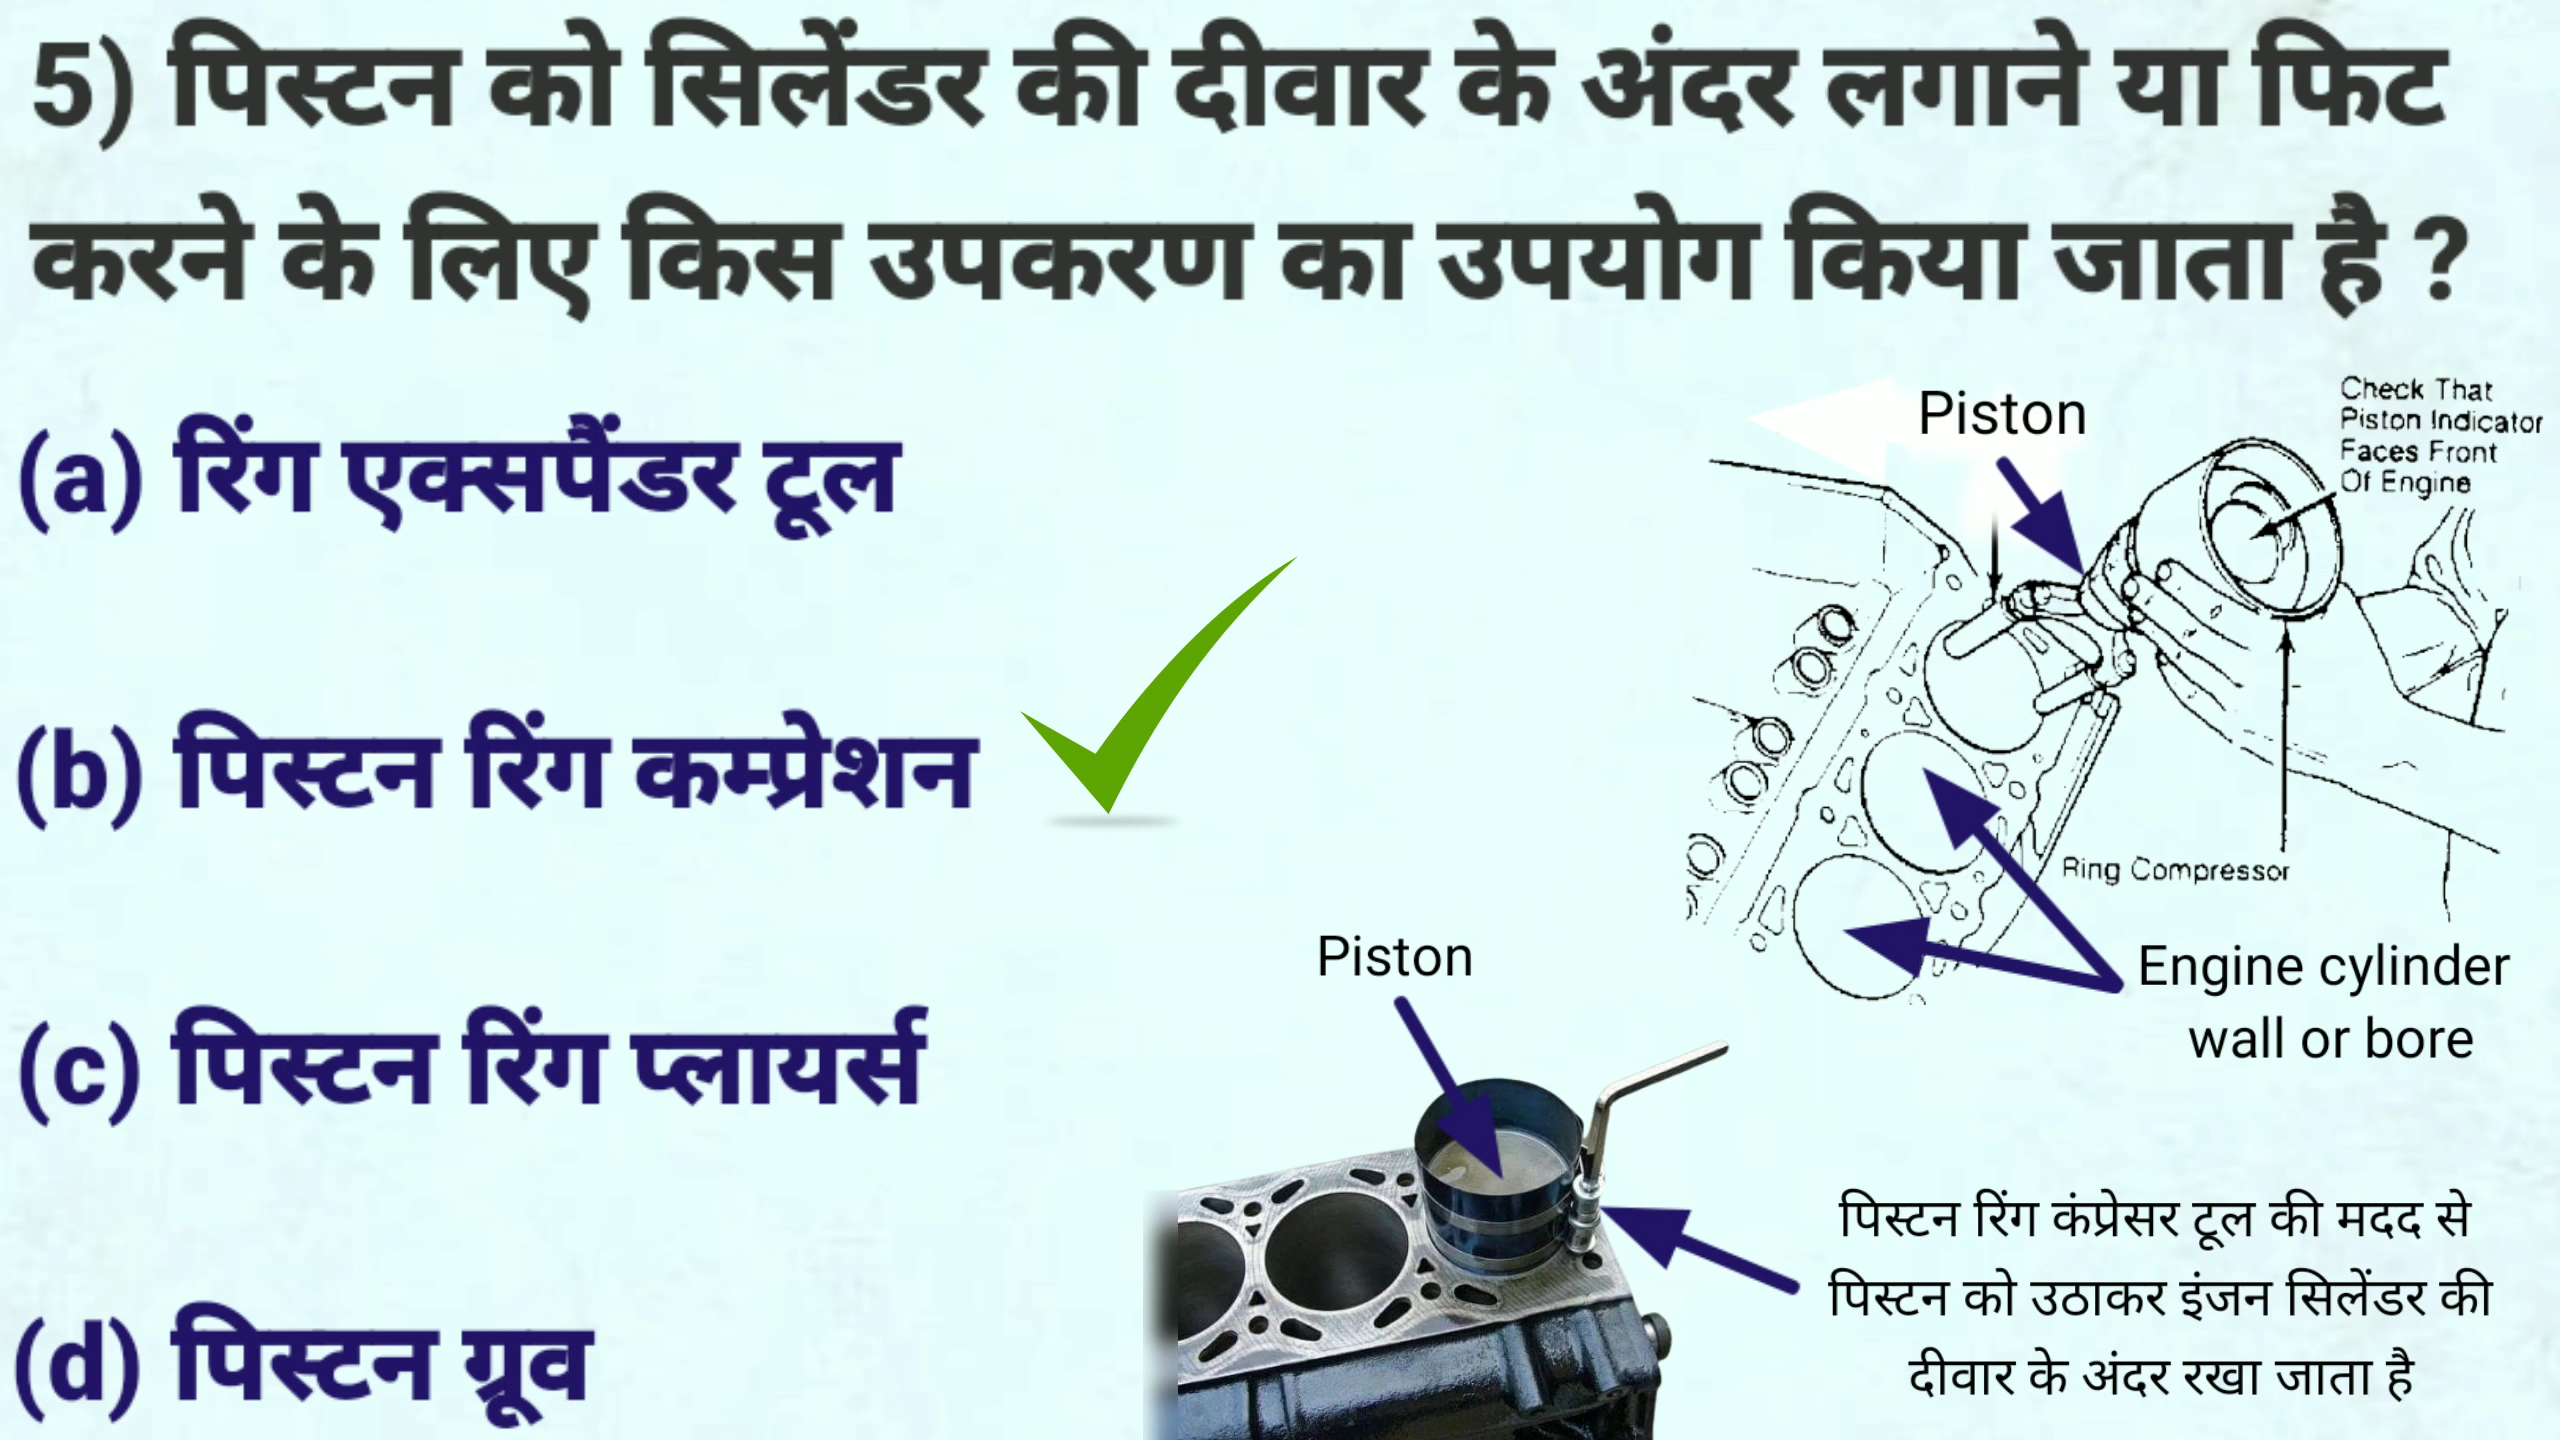 5) पिस्टन को सिलेंडर की दीवार के अंदर लगाने या फिट
करने के लिए किस उपकरण का उपयोग किया जाता है ?
(a) रिंग एक्सपैंडर टूल
(b) पिस्टन रिंग कम्प्रेशन
(c) पिस्टन रिंग प्लायर्स
(d) पिस्टन ग्रूव
Piston
Check That
Piston Indicator
Faces Front
Of Engine
Ring Compressor
Engine cylinder
wall or bore
Piston
पिस्टन रिंग कंप्रेसर टूल की मदद से
पिस्टन को उठाकर इंजन सिलेंडर की
दीवार के अंदर रखा जाता है